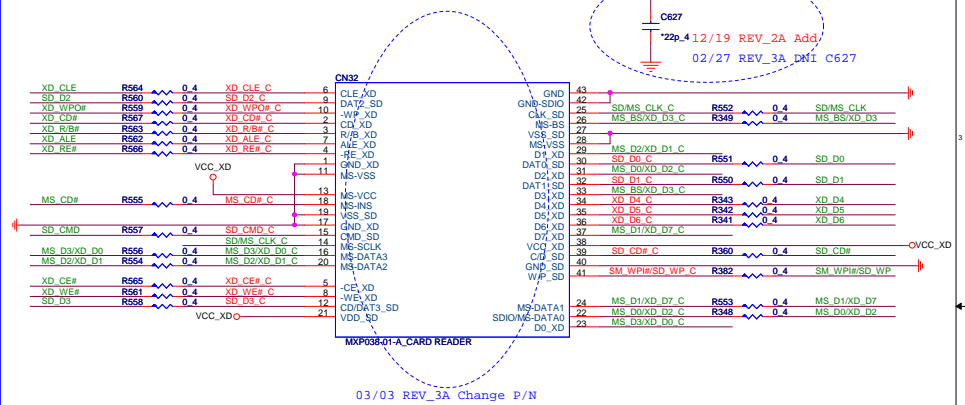 C627
*22p_4 12/19 REV_2A Add
02/27 REV_3A DNI C627
CN32
XD_CLE R564 0_4 XD_CLE_C 6 CLE_XD
SD_D2 R560 0_4 SD_D2_C 9 DAT2_SD
XD_WPO# R559 0_4 XD_WPO#_C 10 -WP_XD
XD_CD# R567 0_4 XD_CD#_C 2 CD_XD
XD_R/B# R563 0_4 XD_R/B#_C 3 R/B_XD
XD_ALE R562 0_4 XD_ALE_C 7 ALE_XD
XD_RE# R566 0_4 XD_RE#_C 4 -RE_XD
1 GND_XD
VCC_XD 11 MS-VSS
13 MS-VCC
MS_CD# R555 0_4 MS_CD#_C 18 MS-INS
19 VSS_SD
17 GND_XD
SD_CMD R557 0_4 SD_CMD_C 15 CMD_SD
SD/MS_CLK_C 14 MS-SCLK
MS_D3/XD_D0 R556 0_4 MS_D3/XD_D0_C 16 MS-DATA3
MS_D2/XD_D1 R554 0_4 MS_D2/XD_D1_C 20 MS-DATA2
XD_CE# R565 0_4 XD_CE#_C 5 -CE_XD
XD_WE# R561 0_4 XD_WE#_C 8 -WE_XD
SD_D3 R558 0_4 SD_D3_C 12 CD/DAT3_SD
VCC_XD 21 VDD_SD
GND 43
GND-SDIO 42
CLK_SD 25 SD/MS_CLK_C R552 0_4 SD/MS_CLK
MS-BS 26 MS_BS/XD_D3_C R349 0_4 MS_BS/XD_D3
VSS_SD 27
MS-VSS 28
D1_XD 29 MS_D2/XD_D1_C
DAT0_SD 30 SD_D0_C R551 0_4 SD_D0
D2_XD 31 MS_D0/XD_D2_C
DAT1_SD 32 SD_D1_C R550 0_4 SD_D1
D3_XD 33 MS_BS/XD_D3_C
D4_XD 34 XD_D4_C R343 0_4 XD_D4
D5_XD 35 XD_D5_C R342 0_4 XD_D5
D6_XD 36 XD_D6_C R341 0_4 XD_D6
D7_XD 37 MS_D1/XD_D7_C
VCC_XD 38 VCC_XD
C/D_SD 39 SD_CD#_C R360 0_4 SD_CD#
GND_SD 40
W/P_SD 41 SM_WPI#/SD_WP_C R382 0_4 SM_WPI#/SD_WP
MS-DATA1 24 MS_D1/XD_D7_C R553 0_4 MS_D1/XD_D7
SDIO/MS-DATA0 22 MS_D0/XD_D2_C R348 0_4 MS_D0/XD_D2
D0_XD 23 MS_D3/XD_D0_C
MXP038-01-A_CARD READER
03/03 REV_3A Change P/N
3